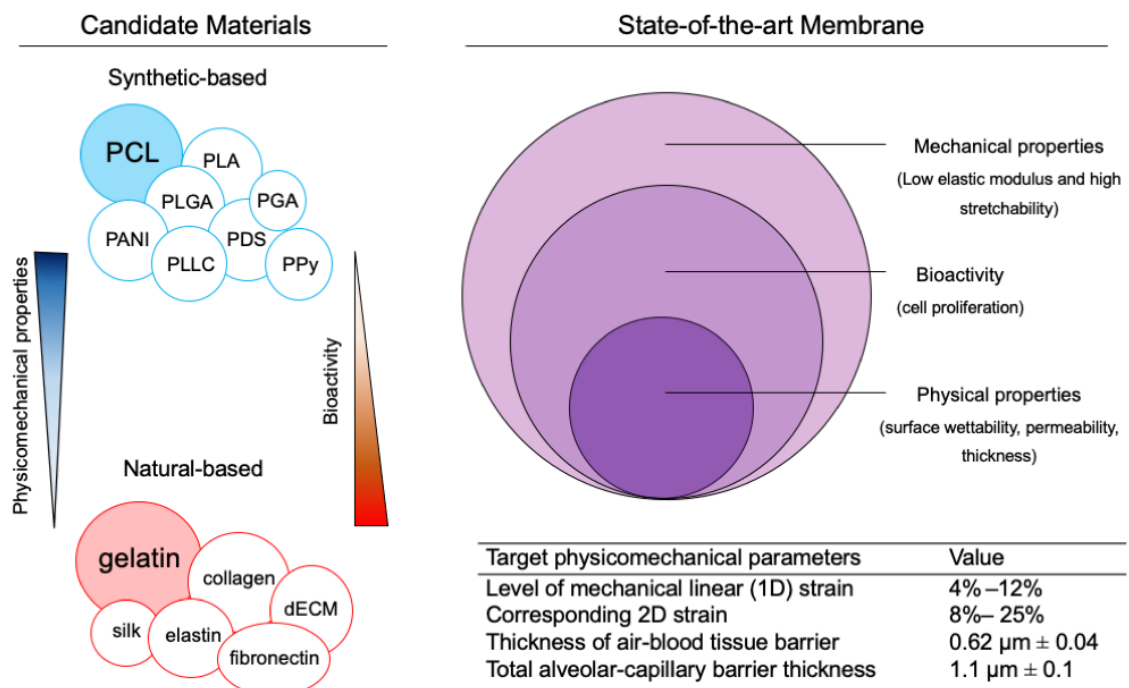 Candidate Materials
Synthetic-based
PCL
PLA
PLGA
PGA
PANI
PDS
PLLC
PPy
Physicomechanical properties
Bioactivity
Natural-based
gelatin
collagen
dECM
silk
elastin
fibronectin
State-of-the-art Membrane
Mechanical properties
(Low elastic modulus and high
stretchability)
Bioactivity
(cell proliferation)
Physical properties
(surface wettability, permeability,
thickness)
Target physicomechanical parameters Value
Level of mechanical linear (1D) strain 4% –12%
Corresponding 2D strain 8%– 25%
Thickness of air-blood tissue barrier 0.62 μm ± 0.04
Total alveolar-capillary barrier thickness 1.1 μm ± 0.1